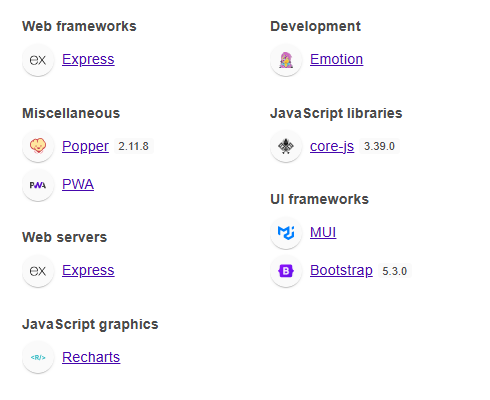 Web frameworks
ex Express
Miscellaneous
Popper 2.11.8
PWA PWA
Web servers
ex Express
JavaScript graphics
<R/> Recharts
Development
Emotion
JavaScript libraries
core-js 3.39.0
UI frameworks
MUI
B Bootstrap 5.3.0